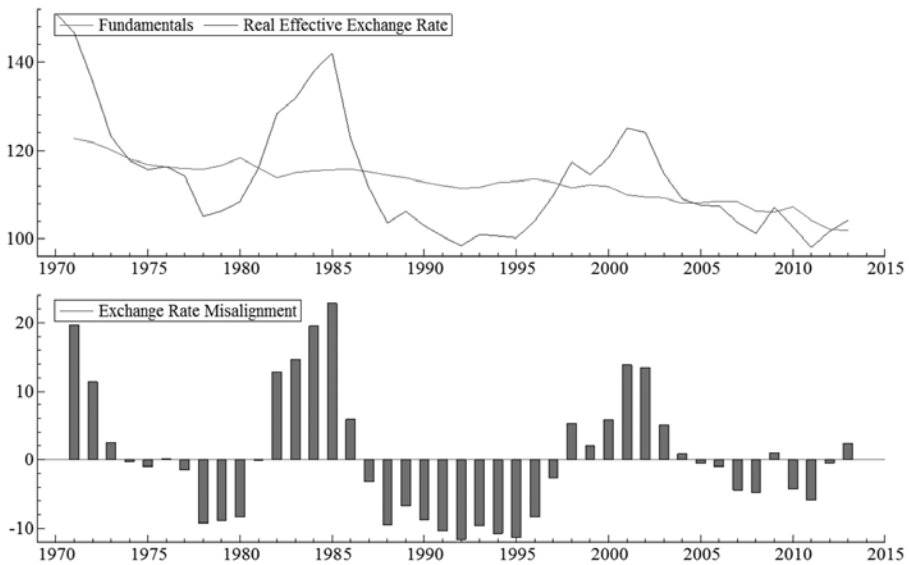 Fundamentals Real Effective Exchange Rate
140
120
100
1970 1975 1980 1985 1990 1995 2000 2005 2010 2015
Exchange Rate Misalignment
20
10
0
-10
1970 1975 1980 1985 1990 1995 2000 2005 2010 2015